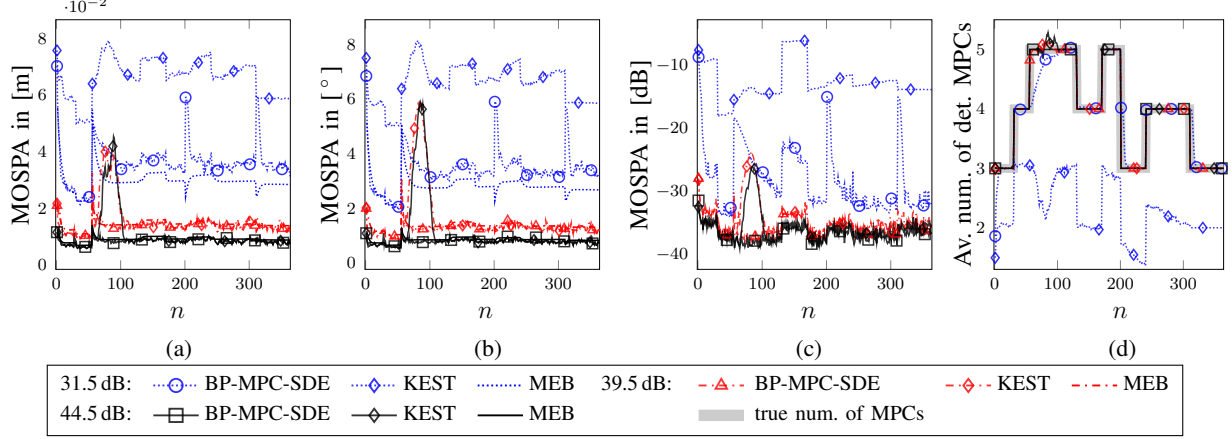 ·10⁻²
8
6
4
2
0
0 100 200 300
MOSPA in [m]
n
(a)
8
6
4
2
0
0 100 200 300
MOSPA in [°]
n
(b)
−10
−20
−30
−40
0 100 200 300
MOSPA in [dB]
n
(c)
5
4
3
2
0 100 200 300
Av. num. of det. MPCs
n
(d)
31.5 dB: BP-MPC-SDE KEST MEB 39.5 dB: BP-MPC-SDE KEST MEB
44.5 dB: BP-MPC-SDE KEST MEB true num. of MPCs